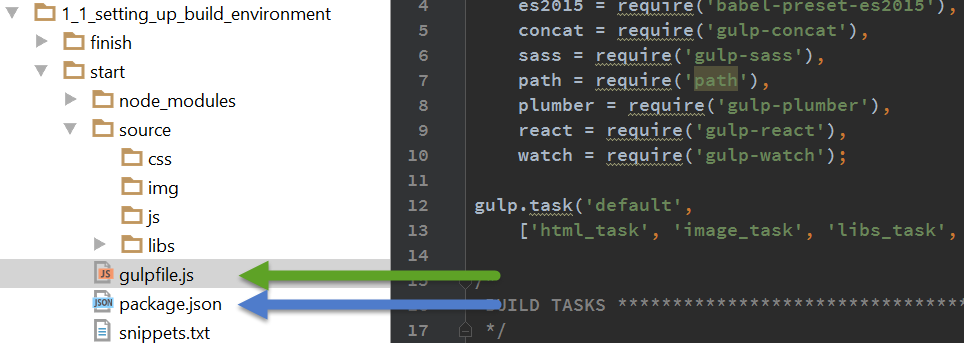 1_1_setting_up_build_environment
finish
start
node_modules
source
css
img
js
libs
JS gulpfile.js
JSON package.json
snippets.txt
4 es2015 = require('babel-preset-es2015'),
5 concat = require('gulp-concat'),
6 sass = require('gulp-sass'),
7 path = require('path'),
8 plumber = require('gulp-plumber'),
9 react = require('gulp-react'),
10 watch = require('gulp-watch');
11
12 gulp.task('default',
13 ['html_task', 'image_task', 'libs_task',
14
15 /
BUILD TASKS ********************************
17 */